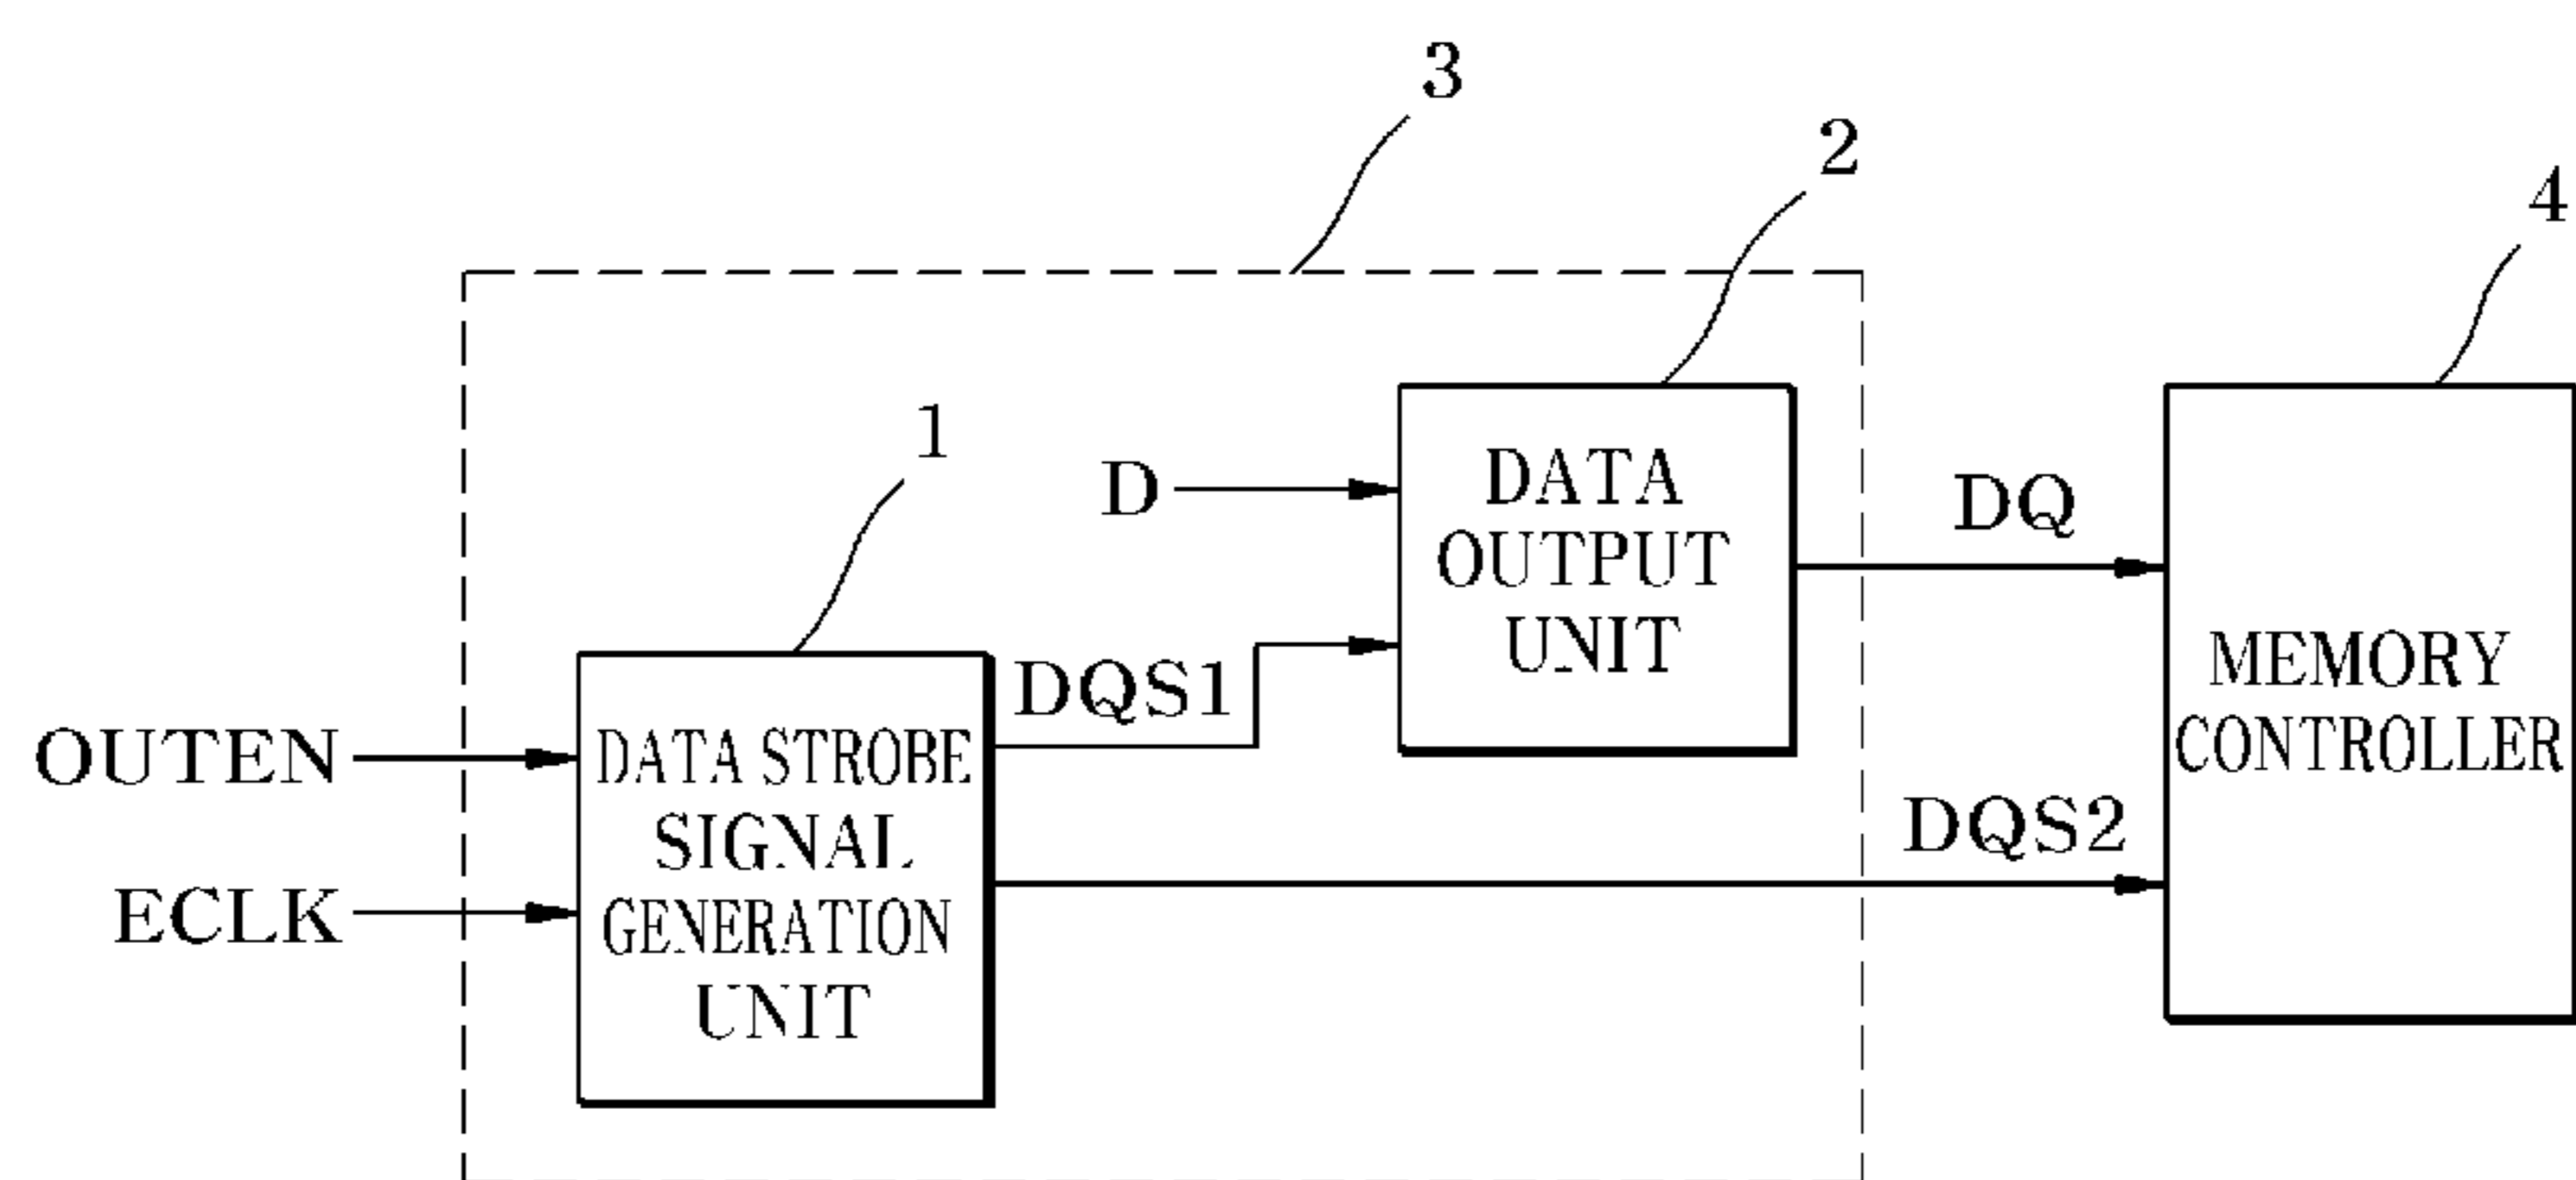 3
2
4
1
D
DATA
OUTPUT
UNIT
DQ
DQS1
MEMORY
CONTROLLER
OUTEN
DATA STROBE
SIGNAL
GENERATION
UNIT
DQS2
ECLK